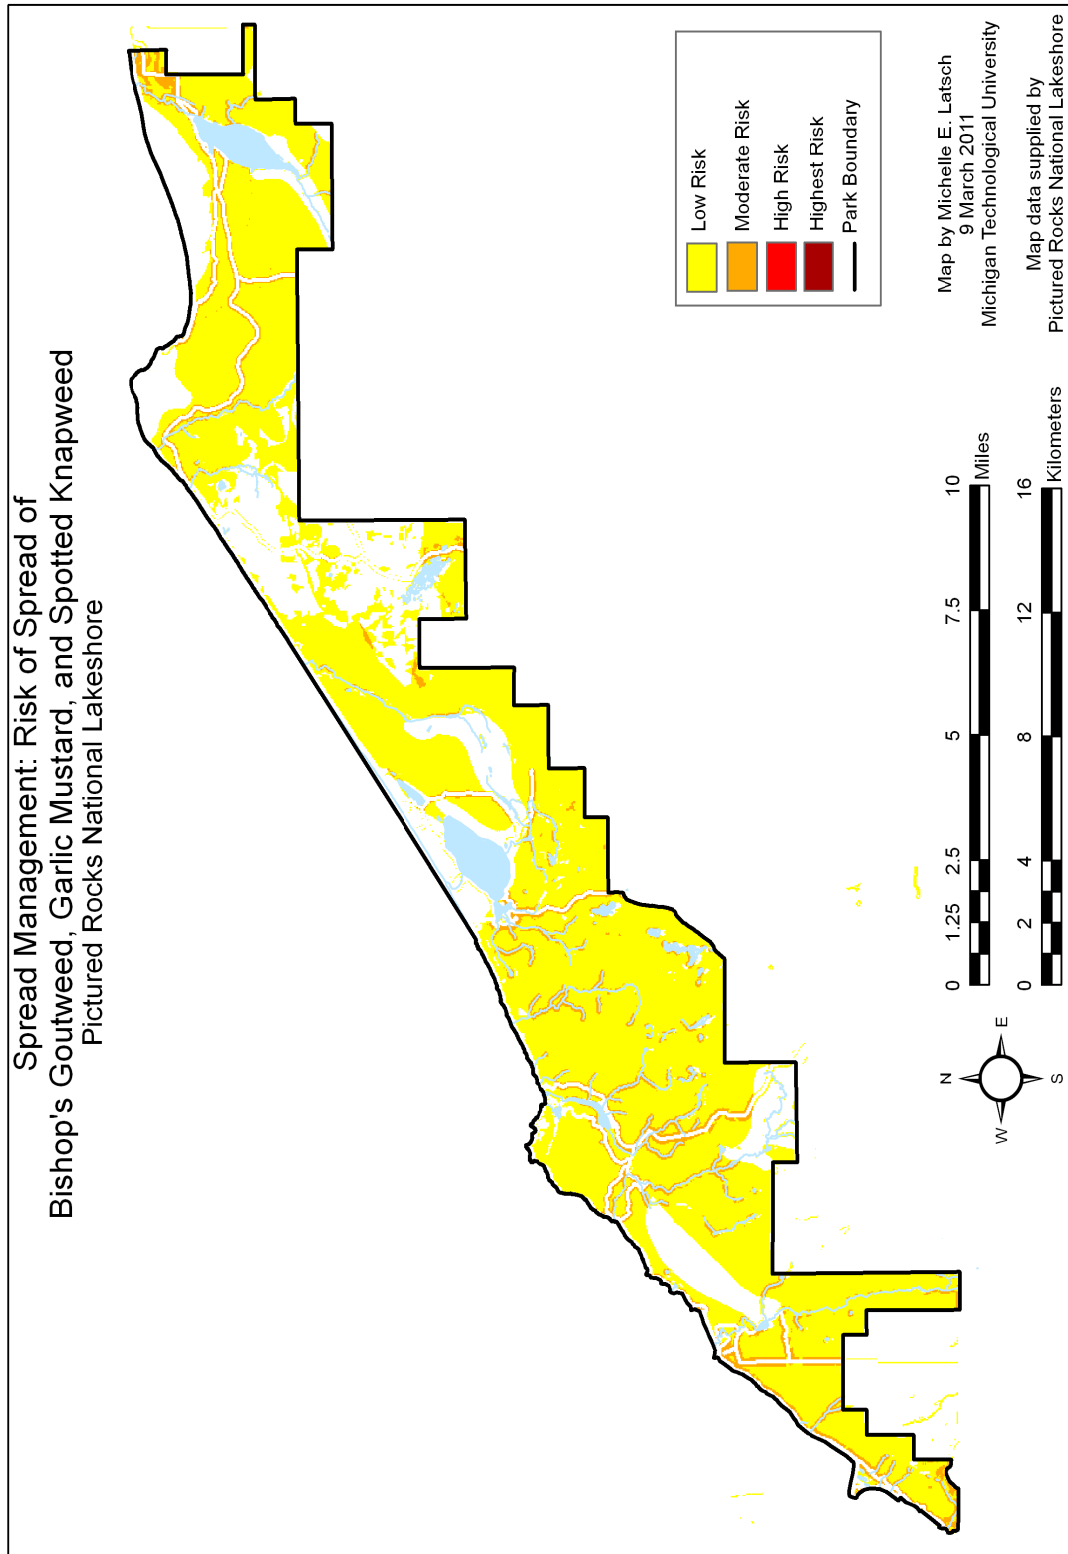 Spread Management: Risk of Spread of
Bishop's Goutweed, Garlic Mustard, and Spotted Knapweed
Pictured Rocks National Lakeshore
Low Risk
Moderate Risk
High Risk
Highest Risk
Park Boundary
Map by Michelle E. Latsch
9 March 2011
Michigan Technological University
Map data supplied by
Pictured Rocks National Lakeshore
N
W E
S
0 1.25 2.5 5 7.5 10
Miles
0 2 4 8 12 16
Kilometers